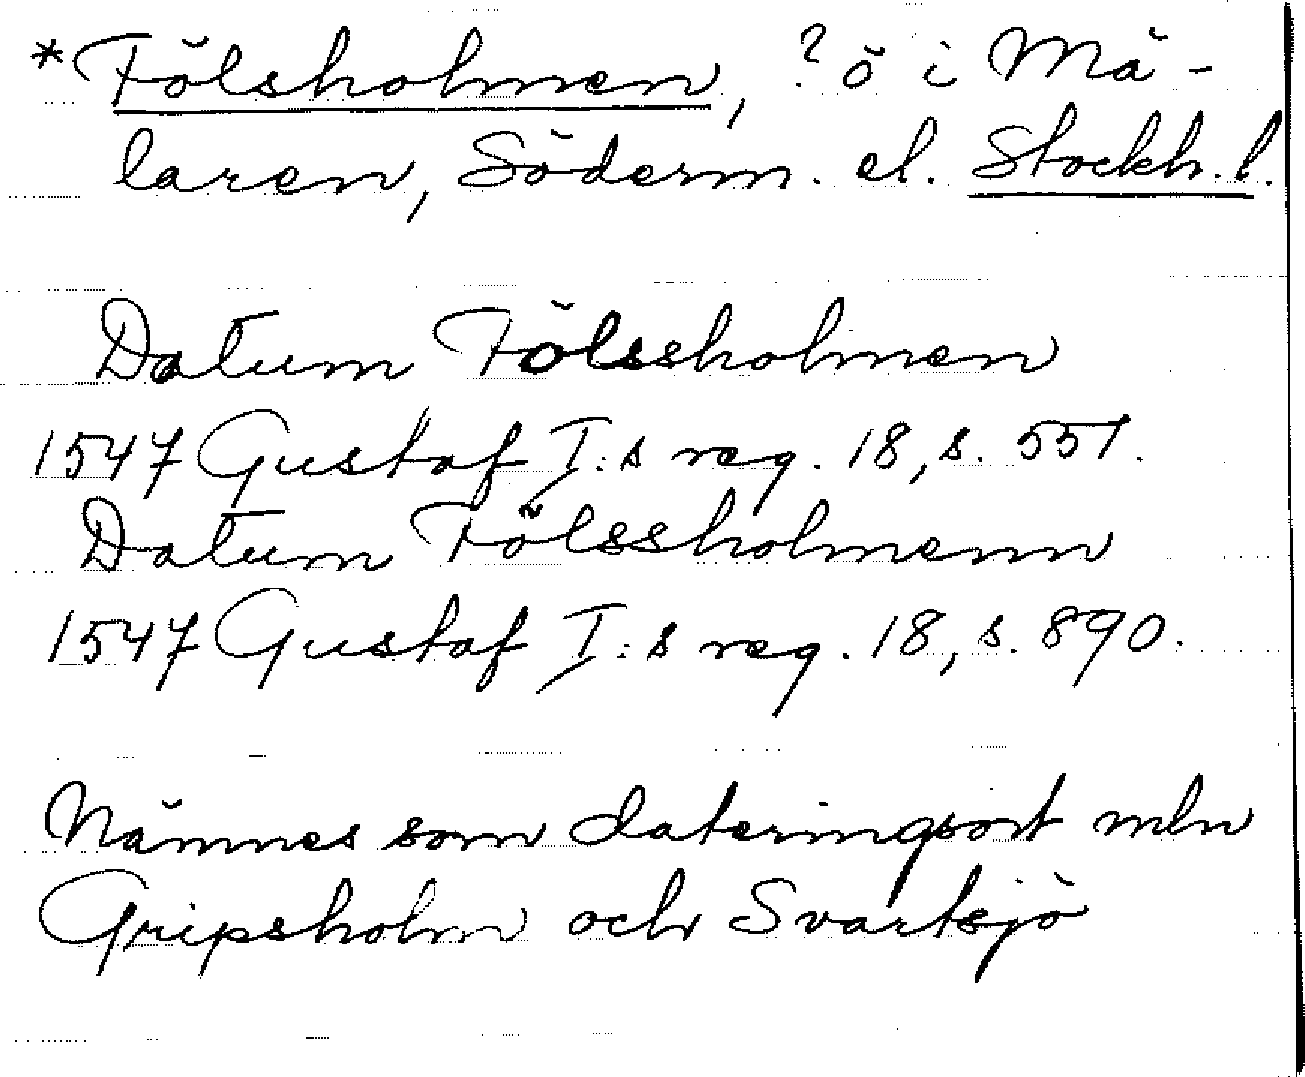 *Fölsholmen, ? ö i Mä-
laren, Söderm. el. Stockh. l.
Datum Fölssholmen
1547 Gustaf I:s reg. 18, s. 551.
Datum Fölssholmenn
1547 Gustaf I:s reg. 18, s. 890.
Nämnes som dateringsort mln
Gripsholm och Svartsjö